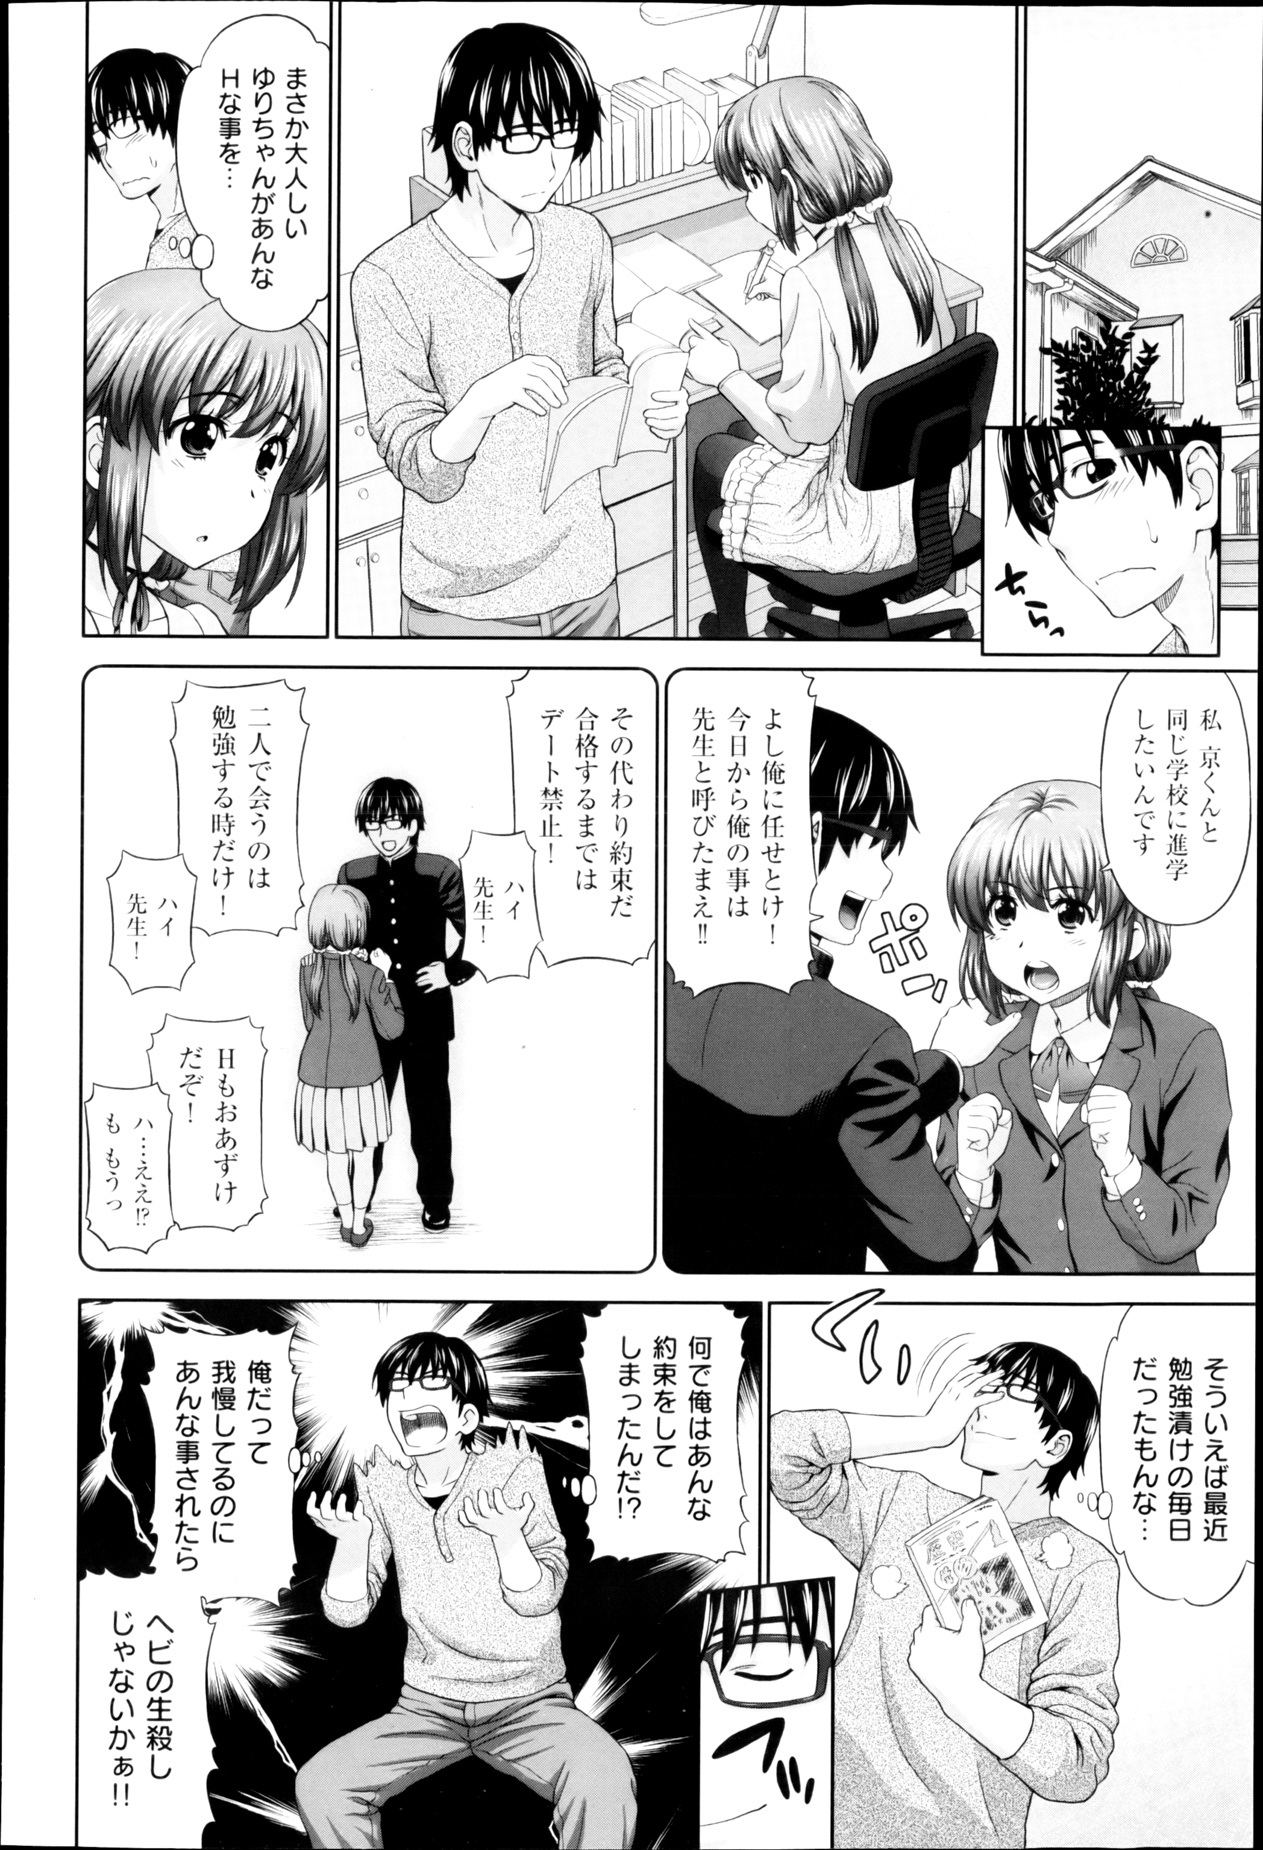 ちらっ
まさか大人しい
ゆりちゃんがあんな
Hな事を…
私 京くんと
同じ学校に進学
したいんです
ポンッ
よし俺に任せとけ！
今日から俺の事は
先生と呼びたまえ!!
その代わり約束だ
合格するまでは
デート禁止！
ハイ
先生！
二人で会うのは
勉強する時だけ！
ハイ
先生！
Hもおあずけ
だぞ！
ハ…ええ!?
も もうっ
そういえば最近
勉強漬けの毎日
だったもんな…
何で俺はあんな
約束をして
しまったんだ!?
俺だって
我慢してるのに
あんな事されたら
ヘビの生殺し
じゃないかぁ!!